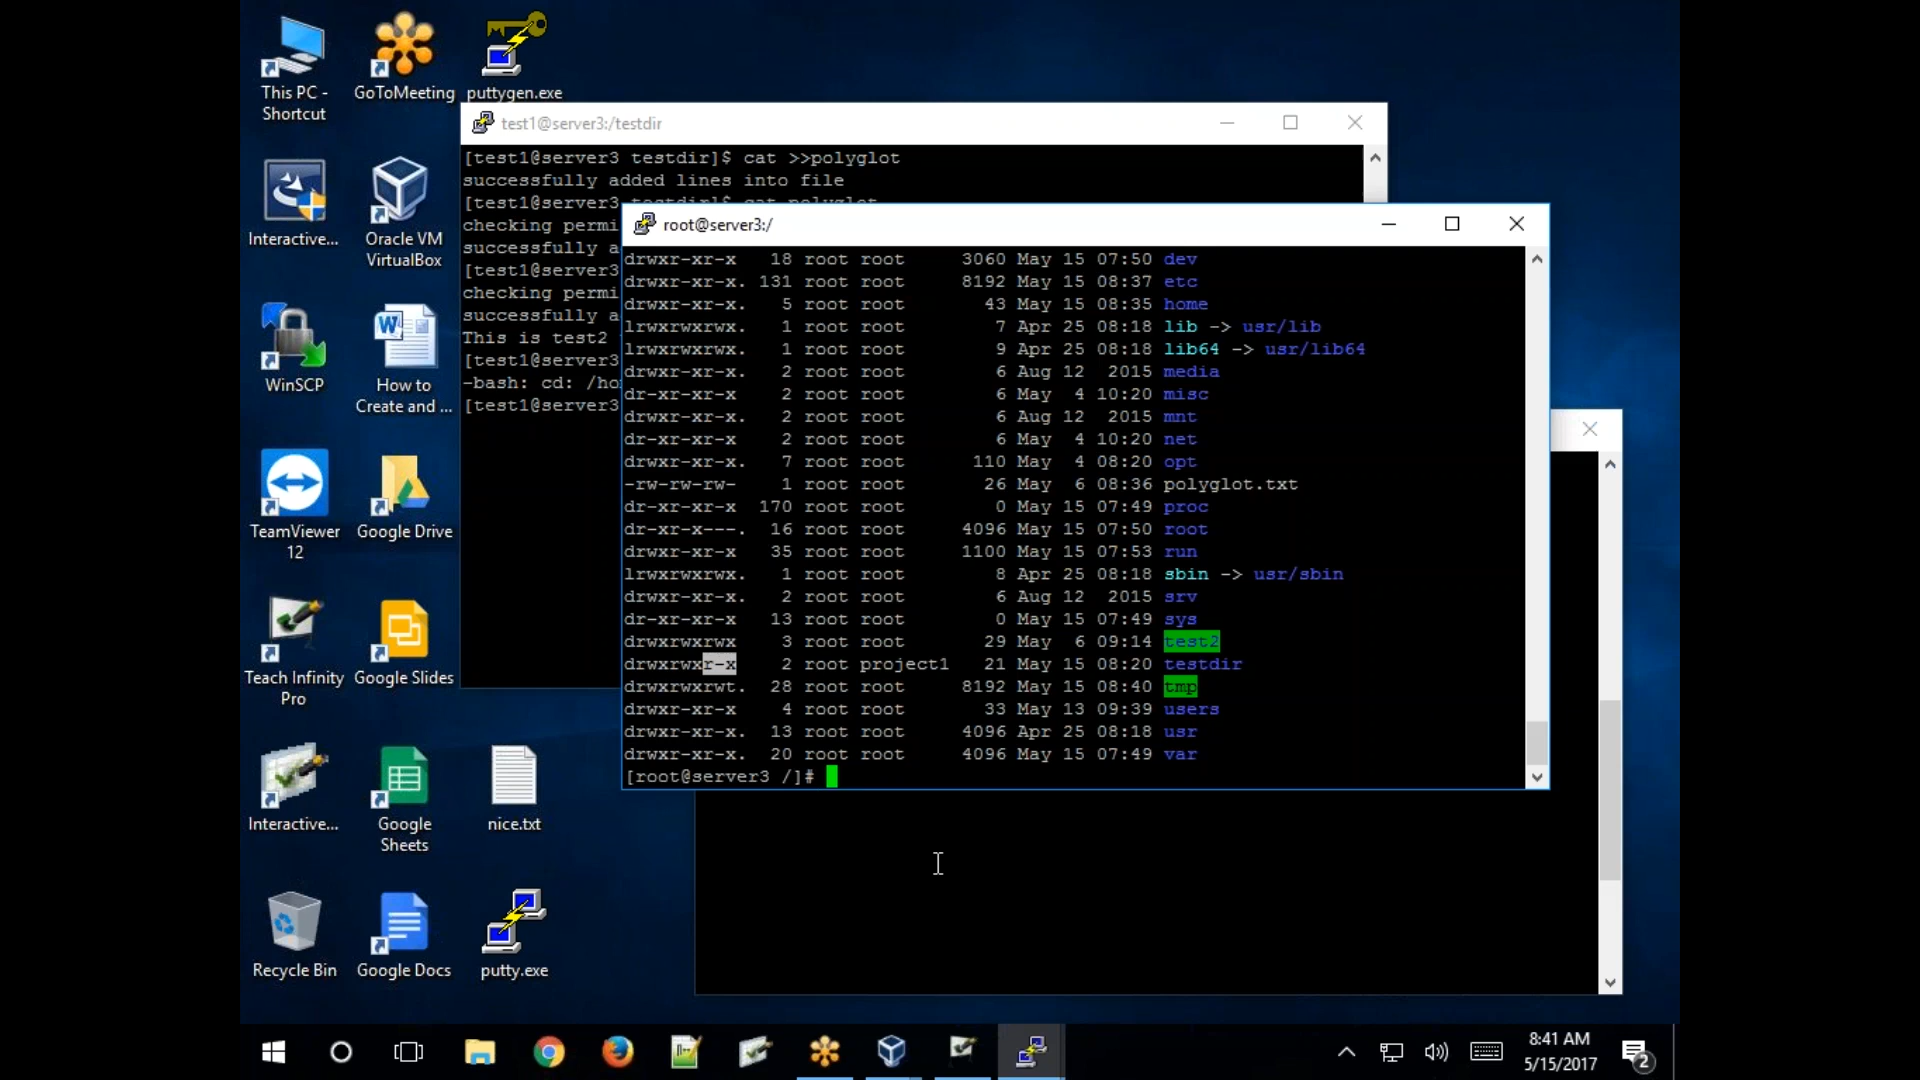 This PC -
Shortcut
GoToMeeting
puttygen.exe
Interactive...
Oracle VM
VirtualBox
WinSCP
How to
Create and ...
TeamViewer
12
Google Drive
Teach Infinity
Pro
Google Slides
Interactive...
Google
Sheets
nice.txt
Recycle Bin
Google Docs
putty.exe
test1@server3:/testdir
[test1@server3 testdir]$ cat >>polyglot
successfully added lines into file
[test1@server3 testdir]$ cat polyglot
checking permi
successfully a
[test1@server3
checking permi
successfully a
This is test2
[test1@server3
-bash: cd: /ho
[test1@server3
root@server3:/
drwxr-xr-x   18 root root     3060 May 15 07:50 dev
drwxr-xr-x. 131 root root     8192 May 15 08:37 etc
drwxr-xr-x    5 root root       43 May 15 08:35 home
lrwxrwxrwx.   1 root root        7 Apr 25 08:18 lib -> usr/lib
lrwxrwxrwx.   1 root root        9 Apr 25 08:18 lib64 -> usr/lib64
drwxr-xr-x.   2 root root        6 Aug 12  2015 media
dr-xr-xr-x    2 root root        6 May  4 10:20 misc
drwxr-xr-x.   2 root root        6 Aug 12  2015 mnt
dr-xr-xr-x    2 root root        6 May  4 10:20 net
drwxr-xr-x.   7 root root      110 May  4 08:20 opt
-rw-rw-rw-    1 root root       26 May  6 08:36 polyglot.txt
dr-xr-xr-x  170 root root        0 May 15 07:49 proc
dr-xr-x---.  16 root root     4096 May 15 07:50 root
drwxr-xr-x   35 root root     1100 May 15 07:53 run
lrwxrwxrwx.   1 root root        8 Apr 25 08:18 sbin -> usr/sbin
drwxr-xr-x.   2 root root        6 Aug 12  2015 srv
dr-xr-xr-x   13 root root        0 May 15 07:49 sys
drwxrwxrwx    3 root root       29 May  6 09:14 test2
drwxrwxr-x    2 root project1   21 May 15 08:20 testdir
drwxrwxrwt.  28 root root     8192 May 15 08:40 tmp
drwxr-xr-x    4 root root       33 May 13 09:39 users
drwxr-xr-x.  13 root root     4096 Apr 25 08:18 usr
drwxr-xr-x.  20 root root     4096 May 15 07:49 var
[root@server3 /]#
8:41 AM
5/15/2017
2